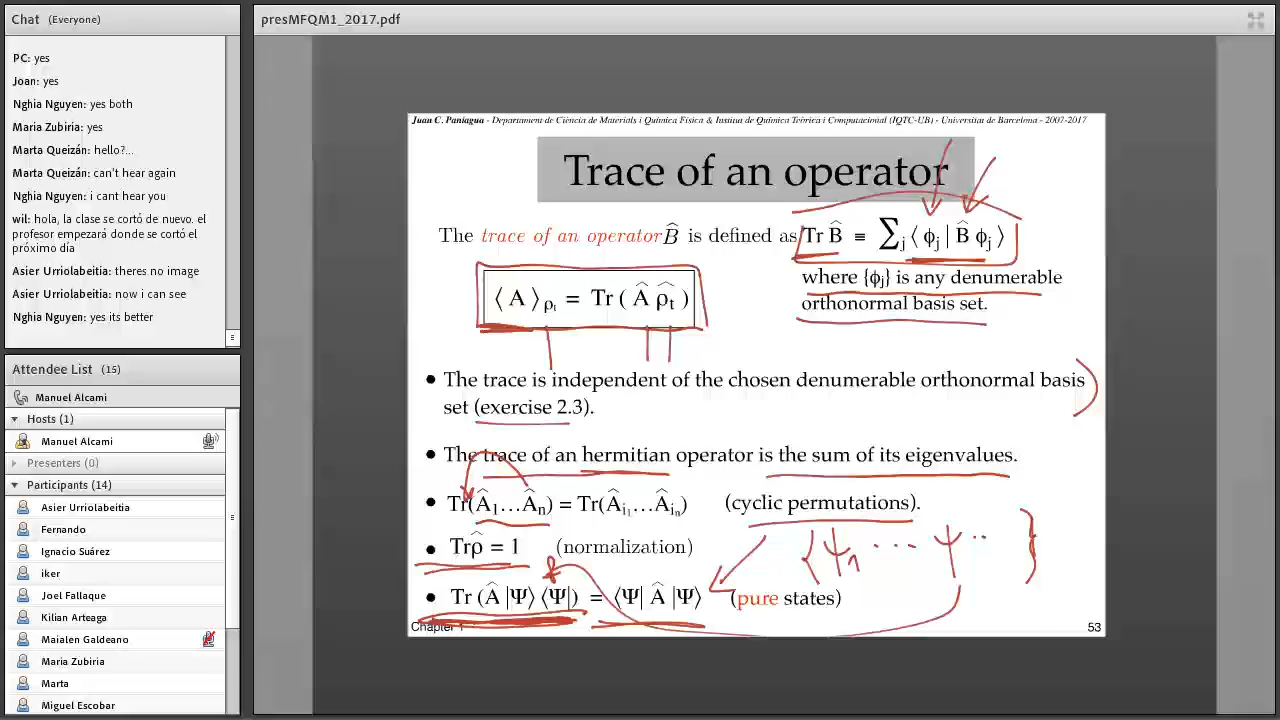 Chat (Everyone)
PC: yes
Joan: yes
Nghia Nguyen: yes both
Maria Zubiria: yes
Marta Queizán: hello?...
Marta Queizán: can't hear again
Nghia Nguyen: i cant hear you
wil: hola, la clase se cortó de nuevo. el
profesor empezará donde se cortó el
próximo día
Asier Urriolabeitia: theres no image
Asier Urriolabeitia: now i can see
Nghia Nguyen: yes its better
Attendee List (15)
Manuel Alcami
Hosts (1)
Manuel Alcami
Presenters (0)
Participants (14)
Asier Urriolabeitia
Fernando
Ignacio Suárez
iker
Joel Fallaque
Kilian Arteaga
Maialen Galdeano
Maria Zubiria
Marta
Miguel Escobar
presMFQM1_2017.pdf
Juan C. Paniagua - Departament de Ciència de Materials i Química Física & Institut de Química Teòrica i Computacional (IQTC-UB) - Universitat de Barcelona - 2007-2017
Trace of an operator
The trace of an operator B̂ is defined as Tr B̂ ≡ ∑j ⟨ ϕj | B̂ ϕj ⟩
where {ϕj} is any denumerable
orthonormal basis set.
⟨ A ⟩ρt = Tr ( Â ρ̂t )
• The trace is independent of the chosen denumerable orthonormal basis
set (exercise 2.3).
• The trace of an hermitian operator is the sum of its eigenvalues.
• Tr(Â1...Ân) = Tr(Âi1...Âin) (cyclic permutations).
• Trρ̂ = 1 (normalization)
{ψ1 ... ψ .. }
• Tr (Â |Ψ⟩ ⟨Ψ|) = ⟨Ψ| Â |Ψ⟩ (pure states)
Chapter 1
53